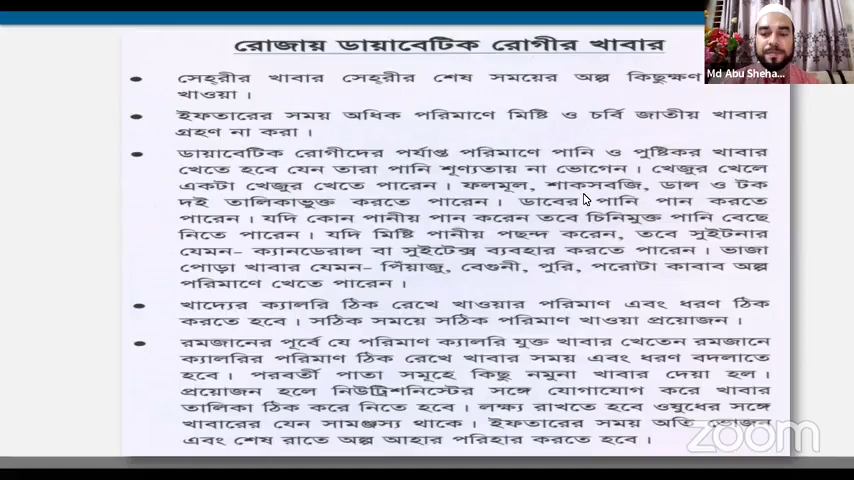 রোজায় ডায়াবেটিক রোগীর খাবার
Md Abu Sheha...
• সেহ্‌রীর খাবার সেহ্‌রীর শেষ সময়ের অল্প কিছুক্ষণ
খাওয়া ।
• ইফতারের সময় অধিক পরিমাণে মিষ্টি ও চর্বি জাতীয় খাবার
গ্রহণ না করা ।
• ডায়াবেটিক রোগীদের পর্যাপ্ত পরিমাণে পানি ও পুষ্টিকর খাবার
খেতে হবে যেন তারা পানি শূণ্যতায় না ভোগেন । খেজুর খেলে
একটা খেজুর খেতে পারেন । ফলমূল, শাকসবজি, ডাল ও টক
দই তালিকাভুক্ত করতে পারেন । ডাবের পানি পান করতে
পারেন । যদি কোন পানীয় পান করেন তবে চিনিমুক্ত পানি বেছে
নিতে পারেন । যদি মিষ্টি পানীয় পছন্দ করেন, তবে সুইটনার
যেমন- ক্যানডেরাল বা সুইটেক্স ব্যবহার করতে পারেন । ভাজা
পোড়া খাবার যেমন- পিঁয়াজু, বেগুনী, পুরি, পরোটা কাবাব অল্প
পরিমাণে খেতে পারেন ।
• খাদ্যের ক্যালরি ঠিক রেখে খাওয়ার পরিমাণ এবং ধরণ ঠিক
করতে হবে । সঠিক সময়ে সঠিক পরিমাণ খাওয়া প্রয়োজন ।
• রমজানের পূর্বে যে পরিমাণ ক্যালরি যুক্ত খাবার খেতেন রমজানে
ক্যালরির পরিমাণ ঠিক রেখে খাবার সময় এবং ধরণ বদলাতে
হবে । পরবর্তী পাতা সমূহে কিছু নমুনা খাবার দেয়া হল ।
প্রয়োজন হলে নিউট্রিশনিস্টের সঙ্গে যোগাযোগ করে খাবার
তালিকা ঠিক করে নিতে হবে । লক্ষ্য রাখতে হবে ওষুধের সঙ্গে
খাবারের যেন সামঞ্জস্য থাকে । ইফতারের সময় অতি ভোজন
এবং শেষ রাতে অল্প আহার পরিহার করতে হবে ।
zoom